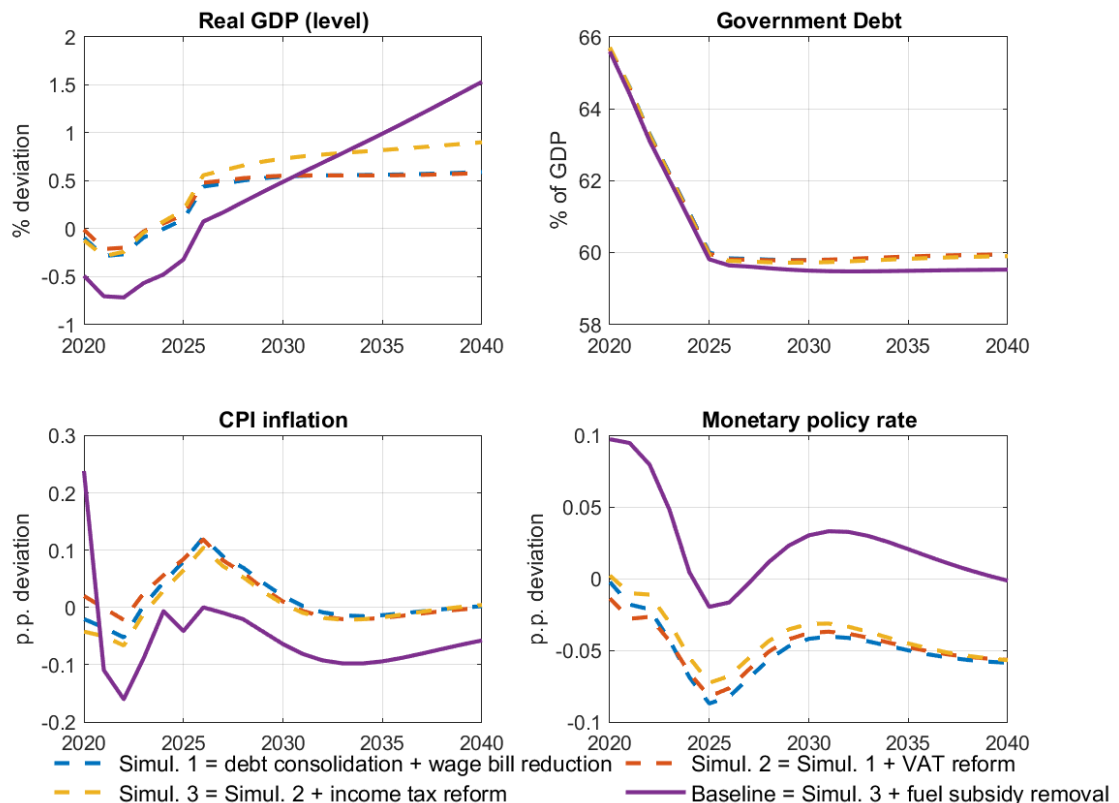 Real GDP (level)
% deviation
2
1.5
1
0.5
0
-0.5
-1
2020 2025 2030 2035 2040
Government Debt
% of GDP
66
64
62
60
58
2020 2025 2030 2035 2040
CPI inflation
p.p. deviation
0.3
0.2
0.1
0
-0.1
-0.2
2020 2025 2030 2035 2040
Monetary policy rate
p.p. deviation
0.1
0.05
0
-0.05
-0.1
2020 2025 2030 2035 2040
Simul. 1 = debt consolidation + wage bill reduction
Simul. 2 = Simul. 1 + VAT reform
Simul. 3 = Simul. 2 + income tax reform
Baseline = Simul. 3 + fuel subsidy removal